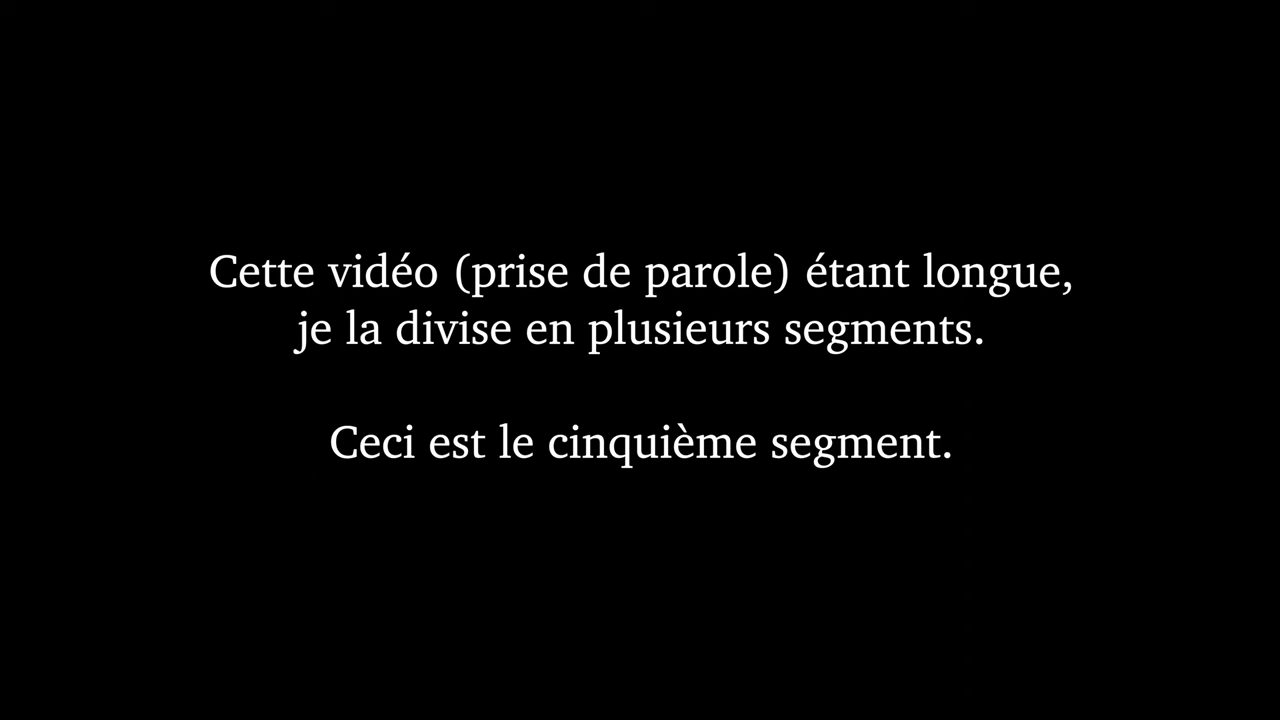 Cette vidéo (prise de parole) étant longue,
je la divise en plusieurs segments.
Ceci est le cinquième segment.